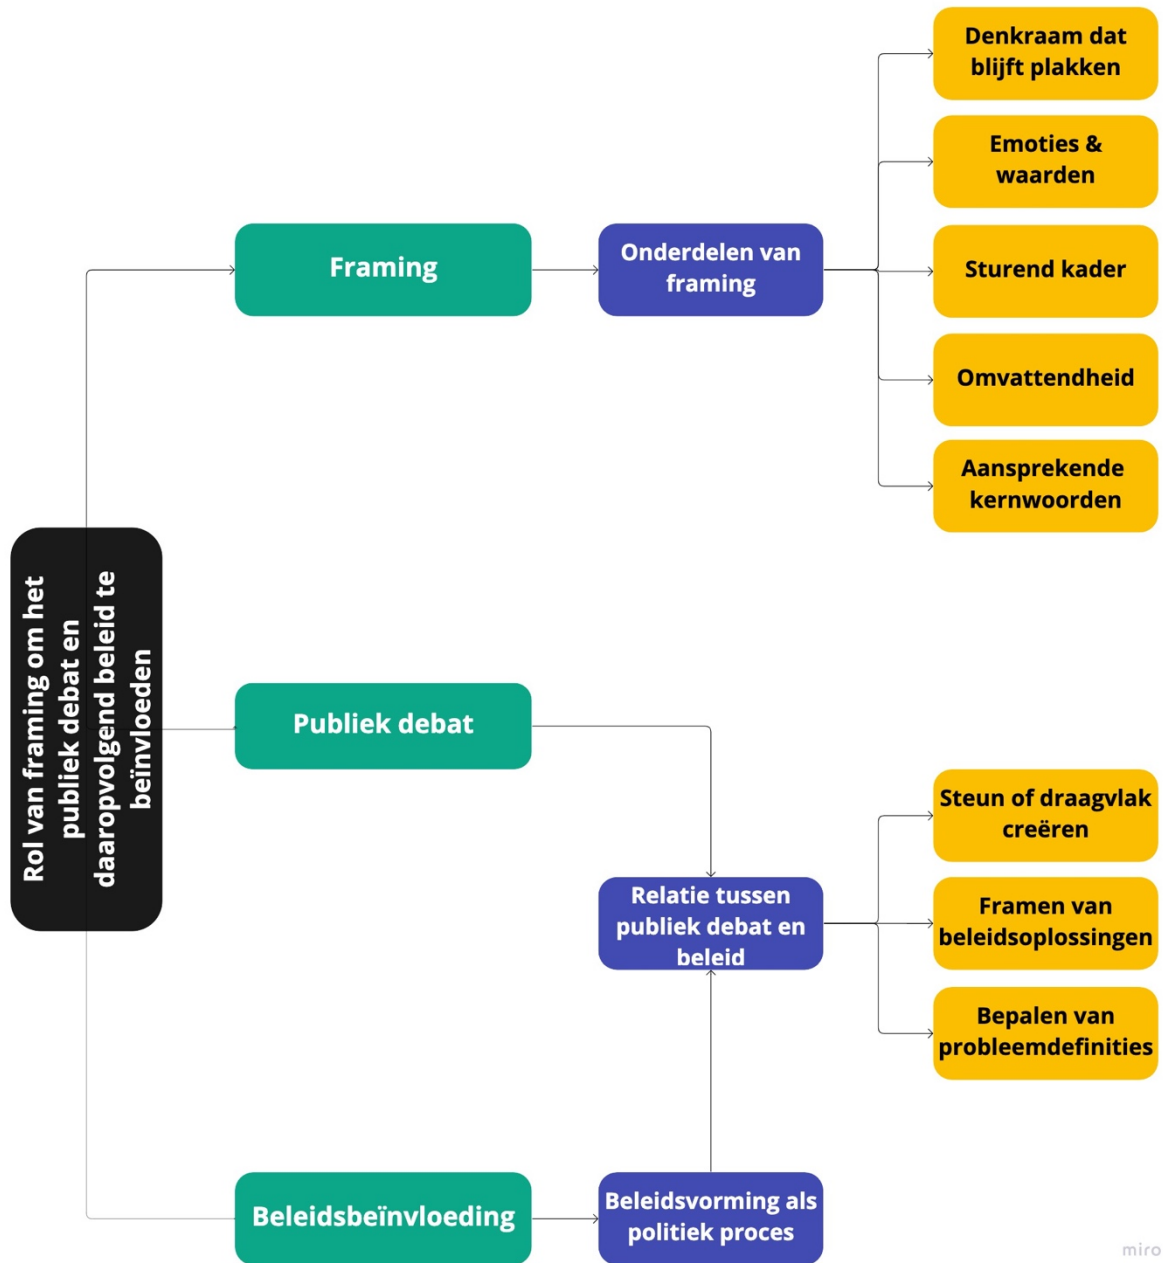 Denkraam dat
blijft plakken
Emoties &
waarden
Framing
Onderdelen van
framing
Sturend kader
Omvattendheid
Aansprekende
kernwoorden
Rol van framing om het
publiek debat en
daaropvolgend beleid te
beïnvloeden
Publiek debat
Steun of draagvlak
creëren
Relatie tussen
publiek debat en
beleid
Framen van
beleidsoplossingen
Bepalen van
probleemdefinities
Beleidsbeïnvloeding
Beleidsvorming als
politiek proces
miro